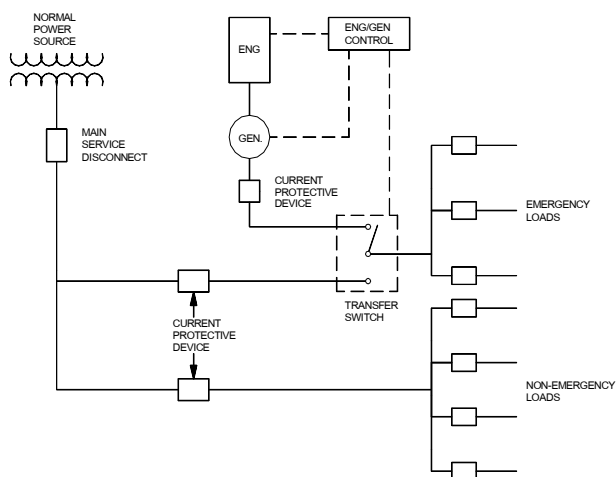 NORMAL
POWER
SOURCE
ENG
ENG/GEN
CONTROL
MAIN
SERVICE
DISCONNECT
GEN.
CURRENT
PROTECTIVE
DEVICE
EMERGENCY
LOADS
TRANSFER
SWITCH
CURRENT
PROTECTIVE
DEVICE
NON-EMERGENCY
LOADS